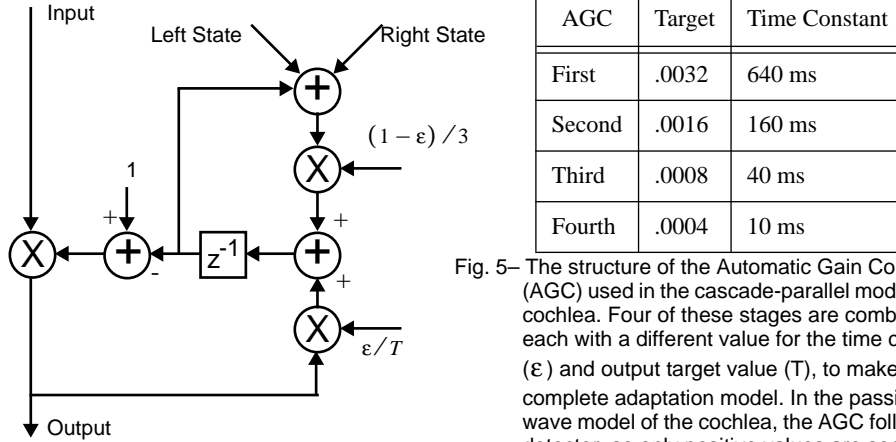 Input
Left State
Right State
+
(1 − ε) /3
X
1
+
+
X
+
-
z-1
+
+
X
ε/T
Output
AGC Target Time Constant
First .0032 640 ms
Second .0016 160 ms
Third .0008 40 ms
Fourth .0004 10 ms
Fig. 5– The structure of the Automatic Gain Co
(AGC) used in the cascade-parallel mod
cochlea. Four of these stages are comb
each with a different value for the time c
(ε) and output target value (T), to make
complete adaptation model. In the passi
wave model of the cochlea, the AGC foll